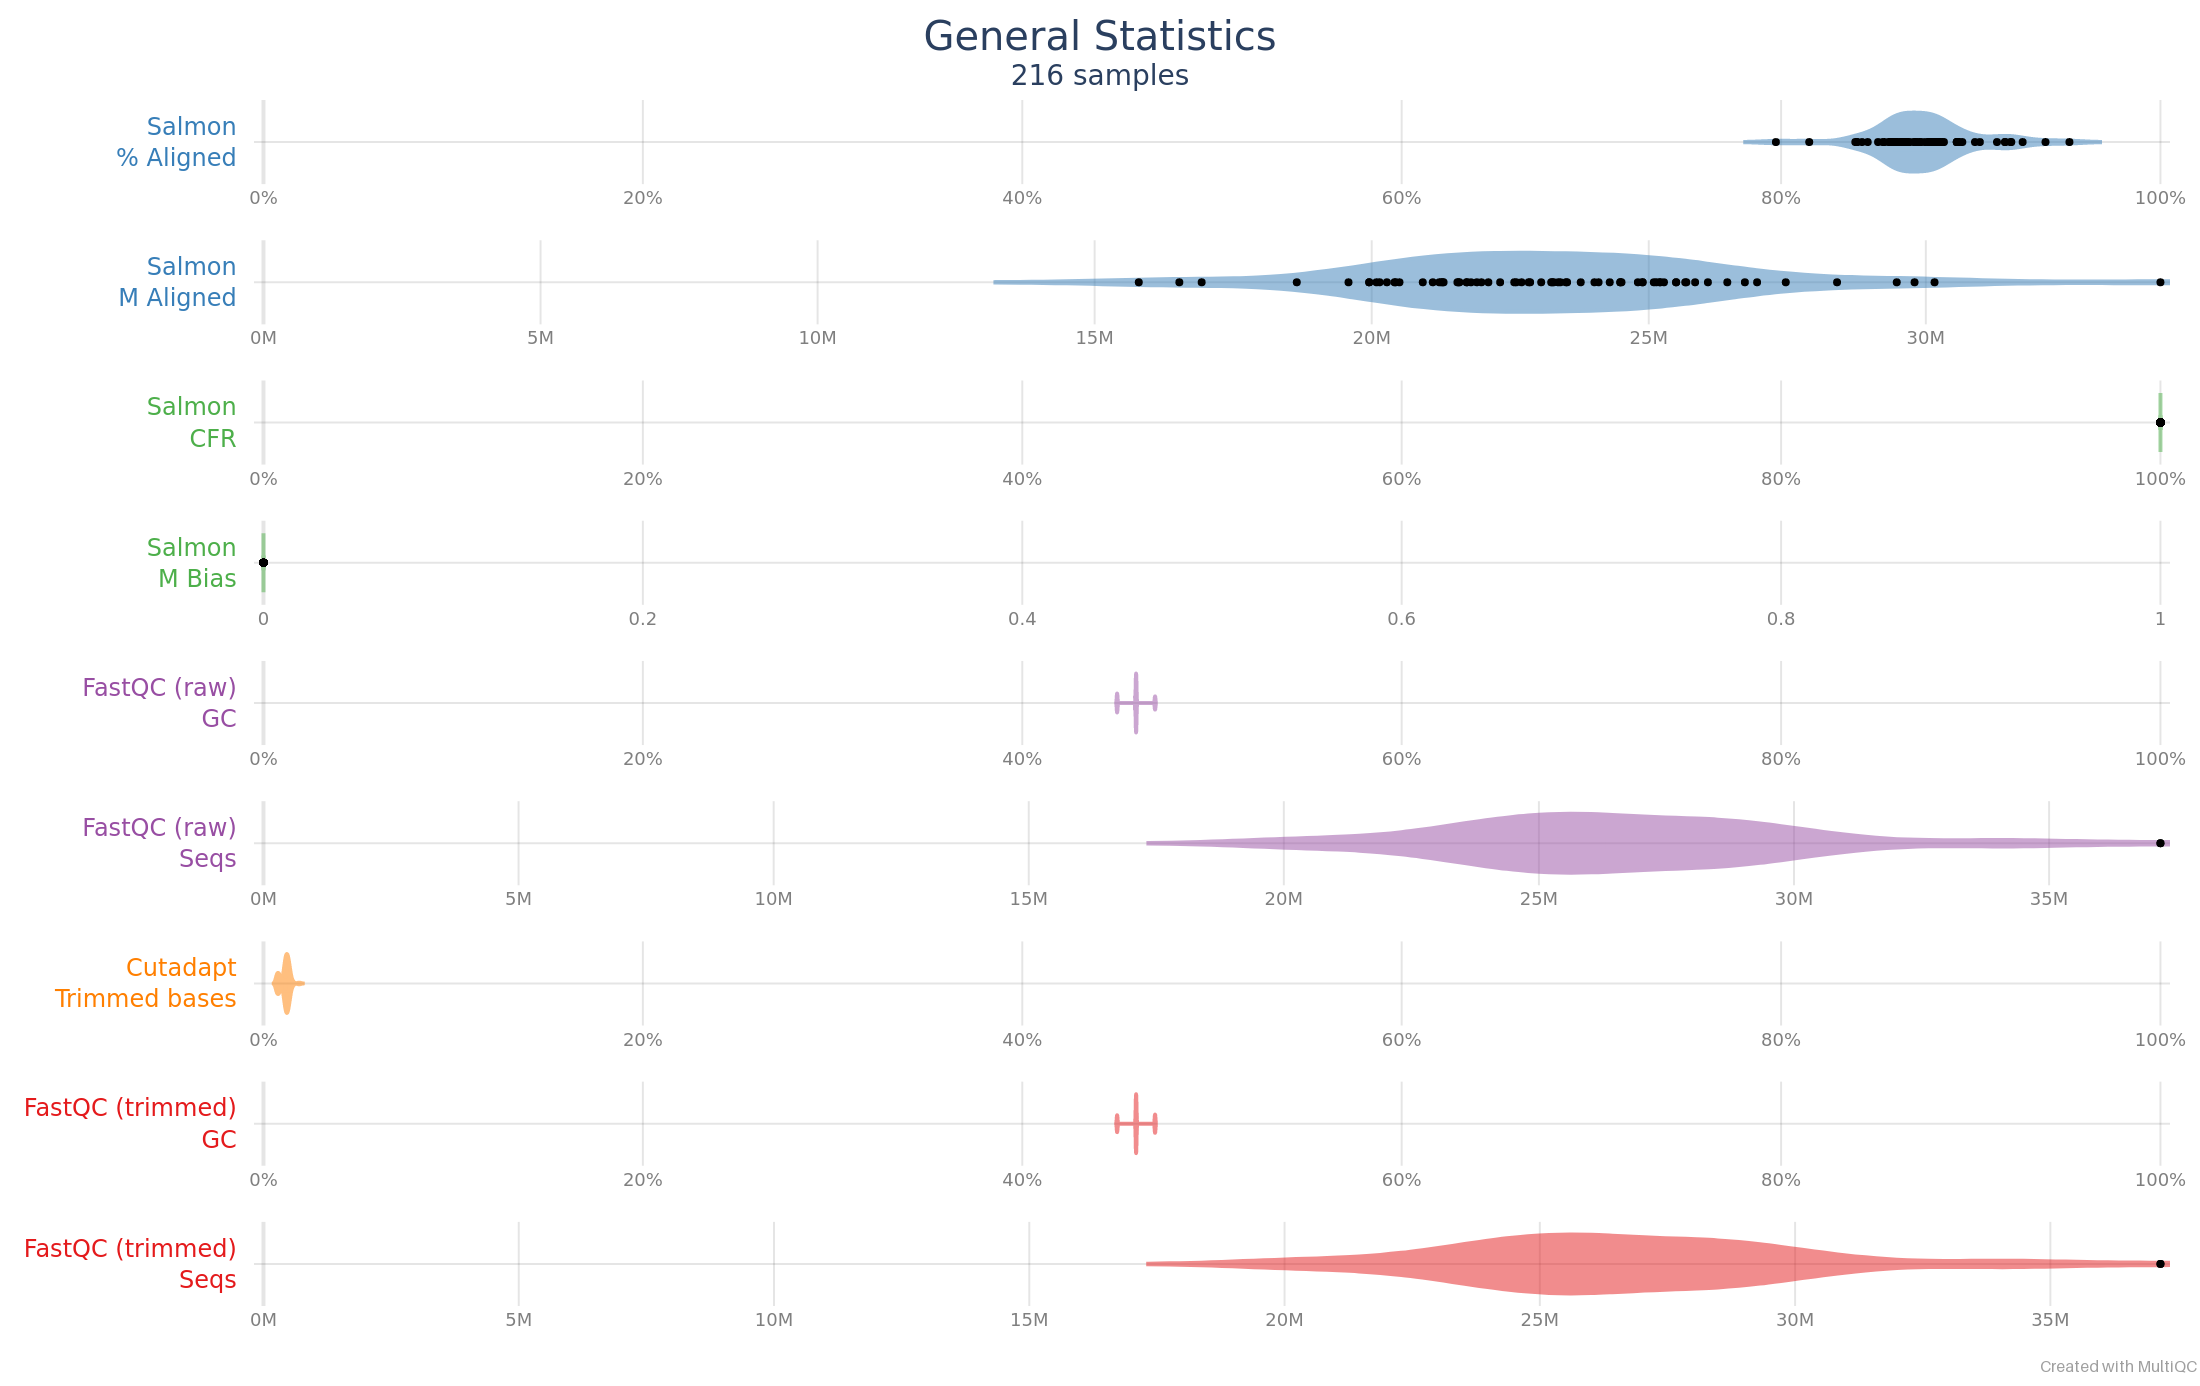 General Statistics
216 samples
Salmon
% Aligned
0% 20% 40% 60% 80% 100%
Salmon
M Aligned
0M 5M 10M 15M 20M 25M 30M
Salmon
CFR
0% 20% 40% 60% 80% 100%
Salmon
M Bias
0 0.2 0.4 0.6 0.8 1
FastQC (raw)
GC
0% 20% 40% 60% 80% 100%
FastQC (raw)
Seqs
0M 5M 10M 15M 20M 25M 30M 35M
Cutadapt
Trimmed bases
0% 20% 40% 60% 80% 100%
FastQC (trimmed)
GC
0% 20% 40% 60% 80% 100%
FastQC (trimmed)
Seqs
0M 5M 10M 15M 20M 25M 30M 35M
Created with MultiQC